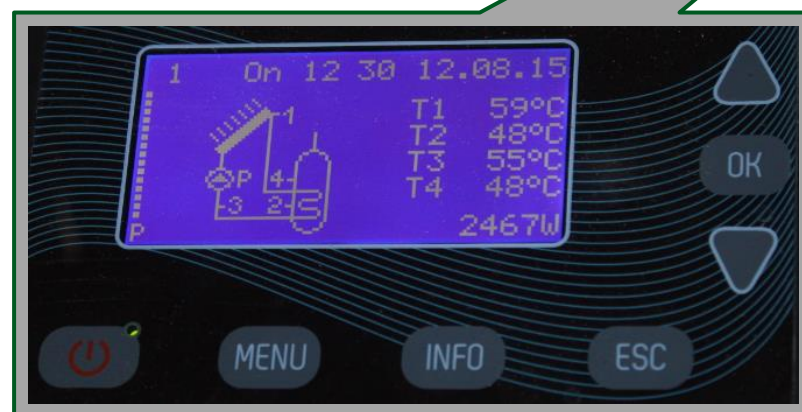 1 On 12 30 12.08.15
T1 59°C
T2 48°C
T3 55°C
T4 48°C
1
P 4
3 2
P
2467W
OK
MENU INFO ESC